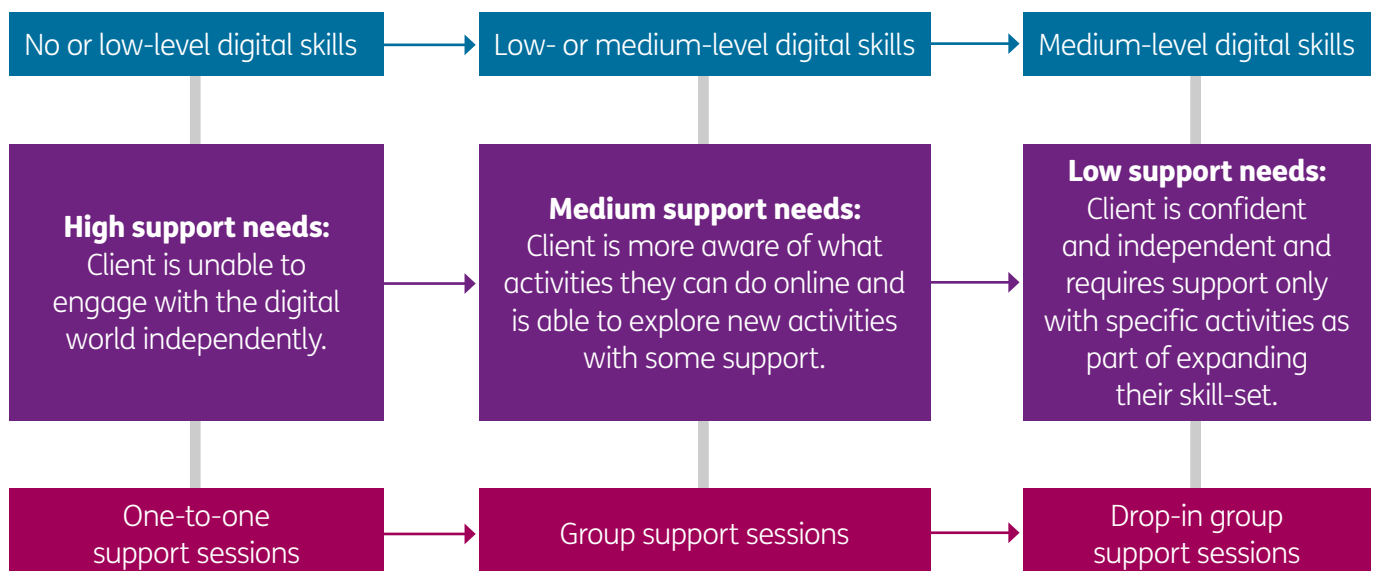 No or low-level digital skills
Low- or medium-level digital skills
Medium-level digital skills
High support needs:
Client is unable to
engage with the digital
world independently.
Medium support needs:
Client is more aware of what
activities they can do online and
is able to explore new activities
with some support.
Low support needs:
Client is confident
and independent and
requires support only
with specific activities as
part of expanding
their skill-set.
One-to-one
support sessions
Group support sessions
Drop-in group
support sessions